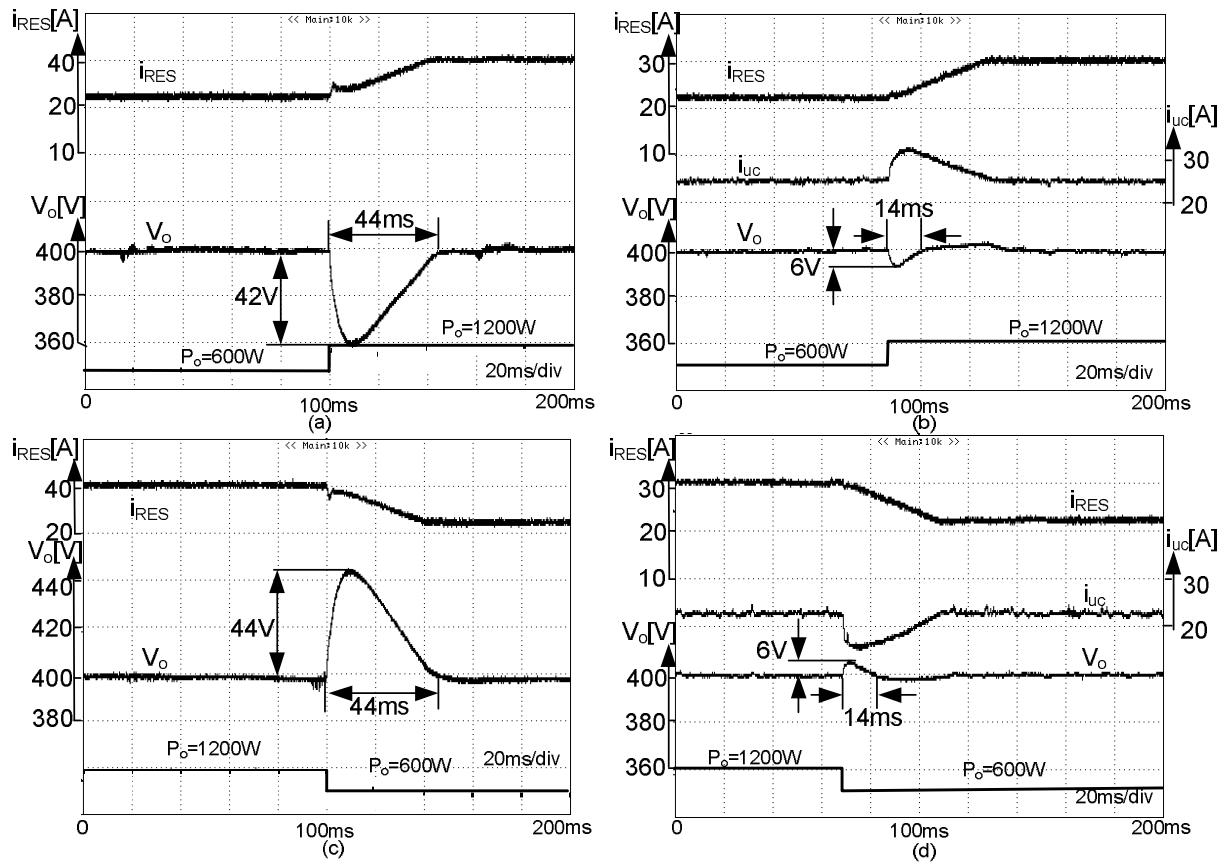 << Main:10k >>
iRES[A]
40
iRES
20
10
Vo[V]
Vo
44ms
400
42V
380
360
Po=600W
Po=1200W
20ms/div
0
100ms
200ms
(a)
<< Main:10k >>
iRES[A]
30
iRES
20
iuc[A]
10
30
iuc
20
Vo[V]
Vo
14ms
400
6V
380
360
Po=600W
Po=1200W
20ms/div
0
100ms
200ms
(b)
<< Main:10k >>
iRES[A]
40
iRES
20
Vo[V]
440
44V
420
Vo
400
44ms
380
Po=1200W
Po=600W
20ms/div
0
100ms
200ms
(c)
<< Main:10k >>
iRES[A]
30
iRES
20
iuc[A]
10
30
iuc
20
Vo[V]
6V
Vo
400
14ms
380
360
Po=1200W
Po=600W
20ms/div
0
100ms
200ms
(d)